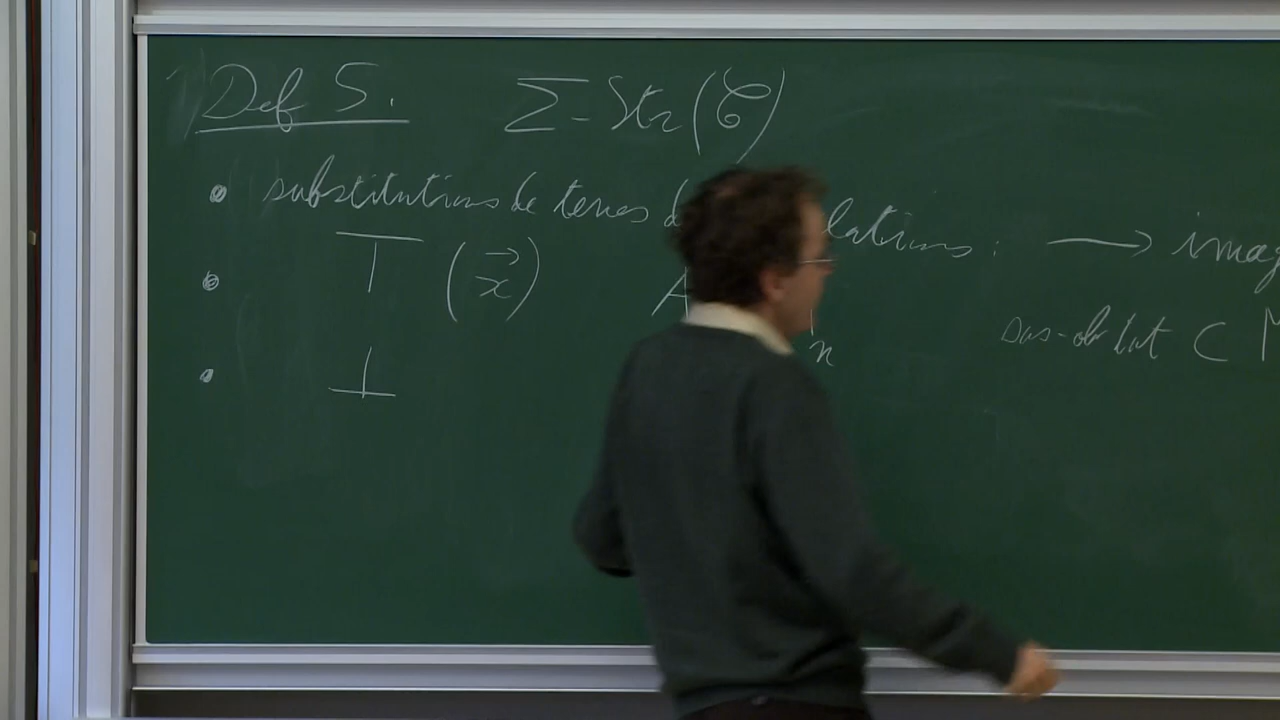 Def 5. Σ-Str(𝒞)
• substitutions de termes d lations : → imag
• ⊤ (x⃗) A n
sous-objet ⊂ M
• ⊥